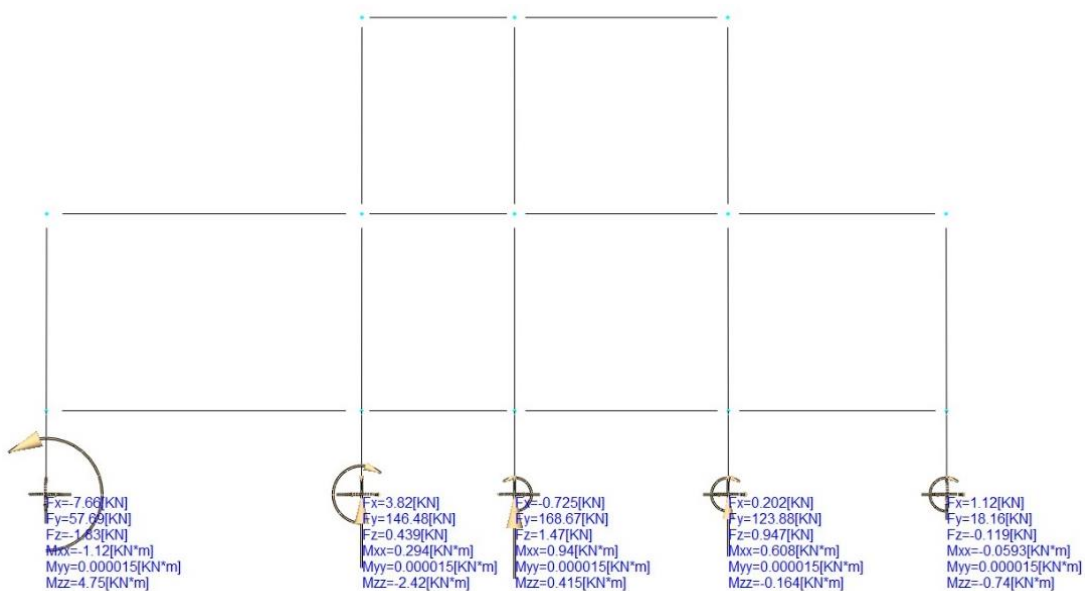 Fx=-7.66[KN]
Fy=57.69[KN]
Fz=-1.83[KN]
Mxx=-1.12[KN*m]
Myy=0.000015[KN*m]
Mzz=4.75[KN*m]
Fx=3.82[KN]
Fy=146.48[KN]
Fz=0.439[KN]
Mxx=0.294[KN*m]
Myy=0.000015[KN*m]
Mzz=-2.42[KN*m]
Fx=-0.725[KN]
Fy=168.67[KN]
Fz=1.47[KN]
Mxx=0.94[KN*m]
Myy=0.000015[KN*m]
Mzz=0.415[KN*m]
Fx=0.202[KN]
Fy=123.88[KN]
Fz=0.947[KN]
Mxx=0.608[KN*m]
Myy=0.000015[KN*m]
Mzz=-0.164[KN*m]
Fx=1.12[KN]
Fy=18.16[KN]
Fz=-0.119[KN]
Mxx=-0.0593[KN*m]
Myy=0.000015[KN*m]
Mzz=-0.74[KN*m]